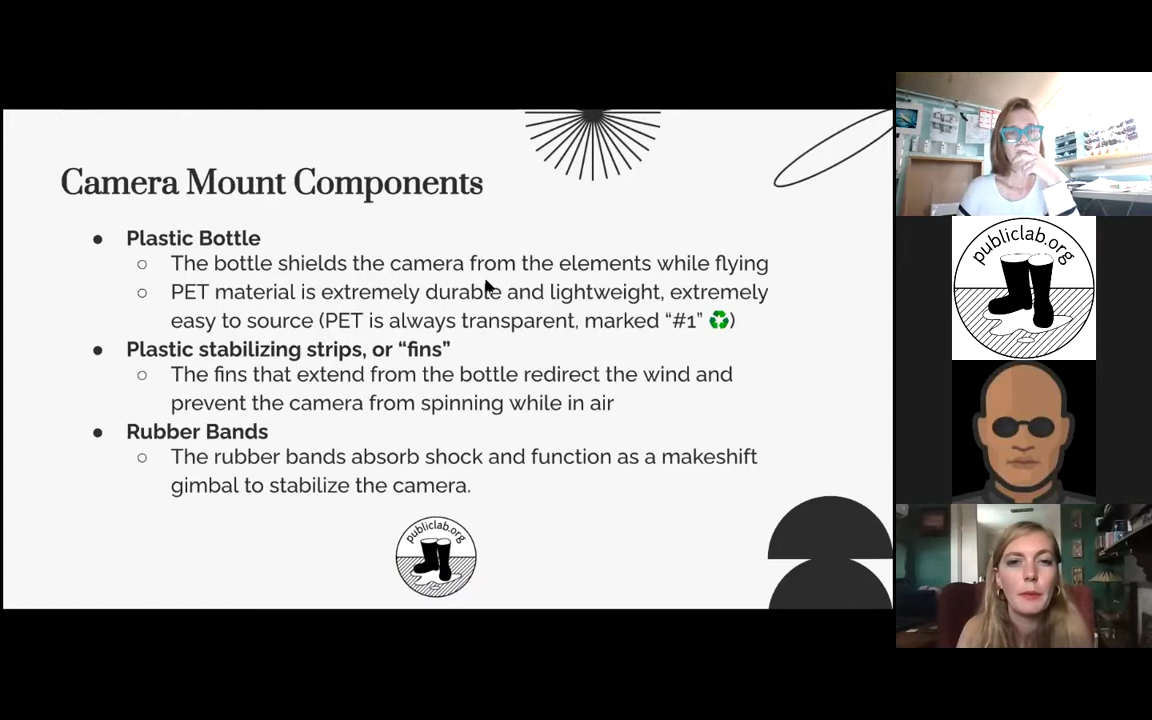 Camera Mount Components
● Plastic Bottle
○ The bottle shields the camera from the elements while flying
○ PET material is extremely durable and lightweight, extremely
easy to source (PET is always transparent, marked “#1” ♻)
● Plastic stabilizing strips, or “fins”
○ The fins that extend from the bottle redirect the wind and
prevent the camera from spinning while in air
● Rubber Bands
○ The rubber bands absorb shock and function as a makeshift
gimbal to stabilize the camera.
publiclab.org
publiclab.org